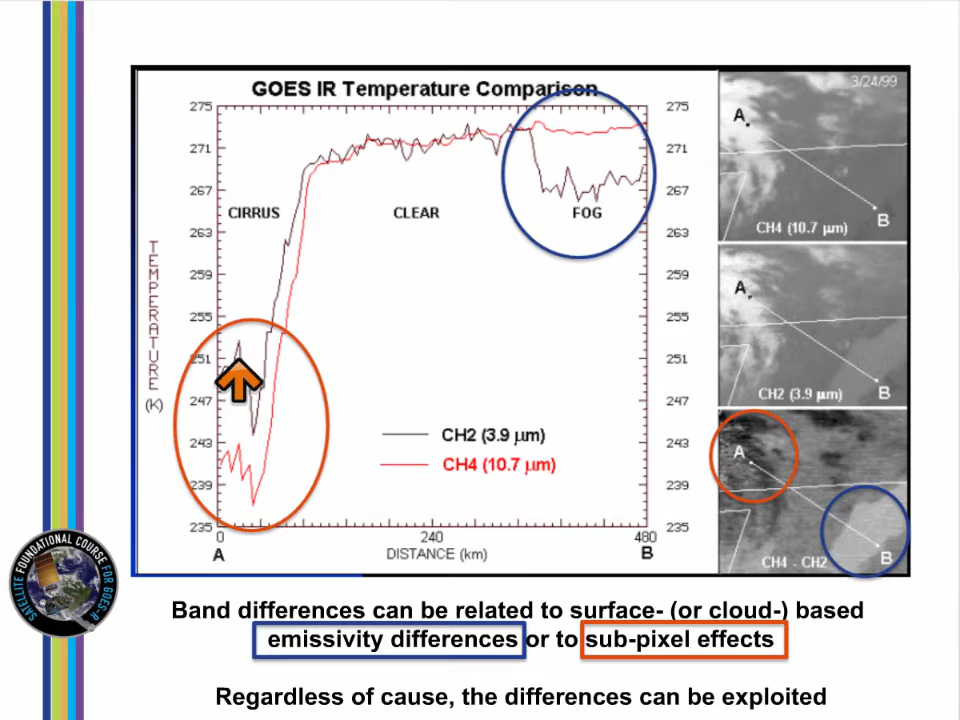 GOES IR Temperature Comparison
275
271
267
263
259
255
251
247
243
239
235
TEMPERATURE
(K)
CIRRUS
CLEAR
FOG
CH2 (3.9 μm)
CH4 (10.7 μm)
275
271
267
263
259
255
251
247
243
239
235
0
240
480
A
DISTANCE (km)
B
3/24/99
A
B
CH4 (10.7 μm)
A
B
CH2 (3.9 μm)
A
B
CH4 - CH2
SATELLITE FOUNDATIONAL COURSE FOR GOES-R
Band differences can be related to surface- (or cloud-) based
emissivity differences or to sub-pixel effects
Regardless of cause, the differences can be exploited